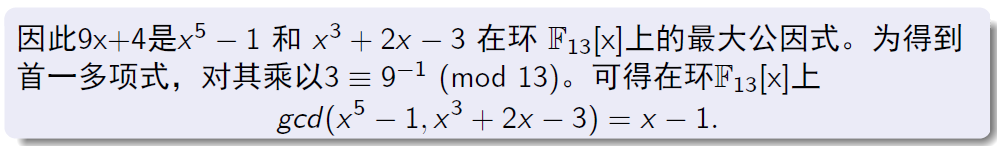 因此9x+4是x⁵ − 1 和 x³ + 2x − 3 在环 𝔽₁₃[x]上的最大公因式。为得到
首一多项式，对其乘以3 ≡ 9⁻¹ (mod 13)。可得在环𝔽₁₃[x]上
gcd(x⁵ − 1, x³ + 2x − 3) = x − 1.